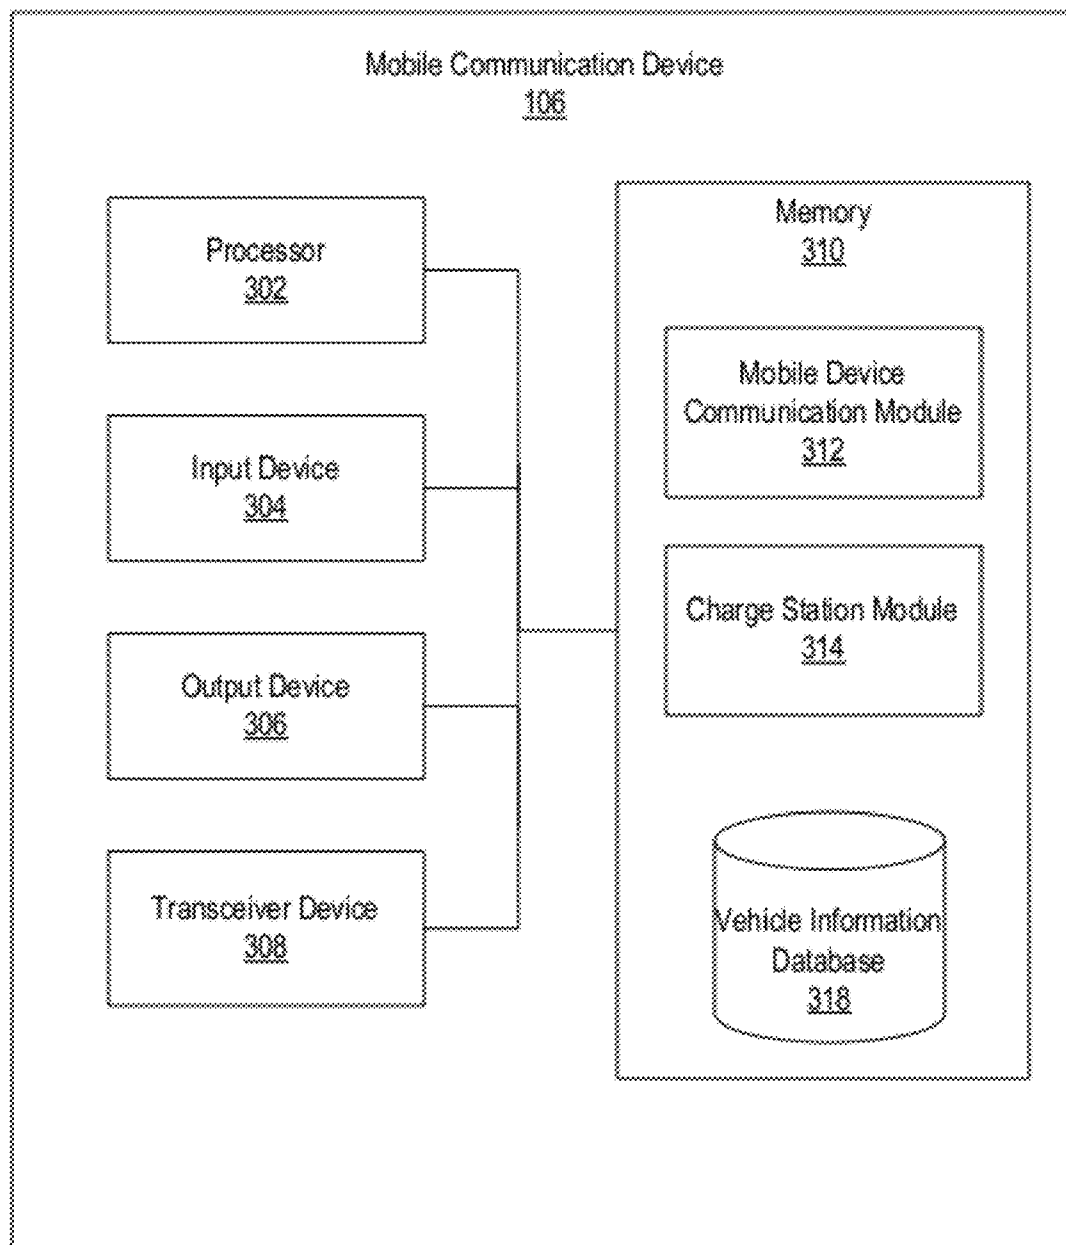 Mobile Communication Device
106
Processor
302
Input Device
304
Output Device
306
Transceiver Device
308
Memory
310
Mobile Device
Communication Module
312
Charge Station Module
314
Vehicle Information
Database
318